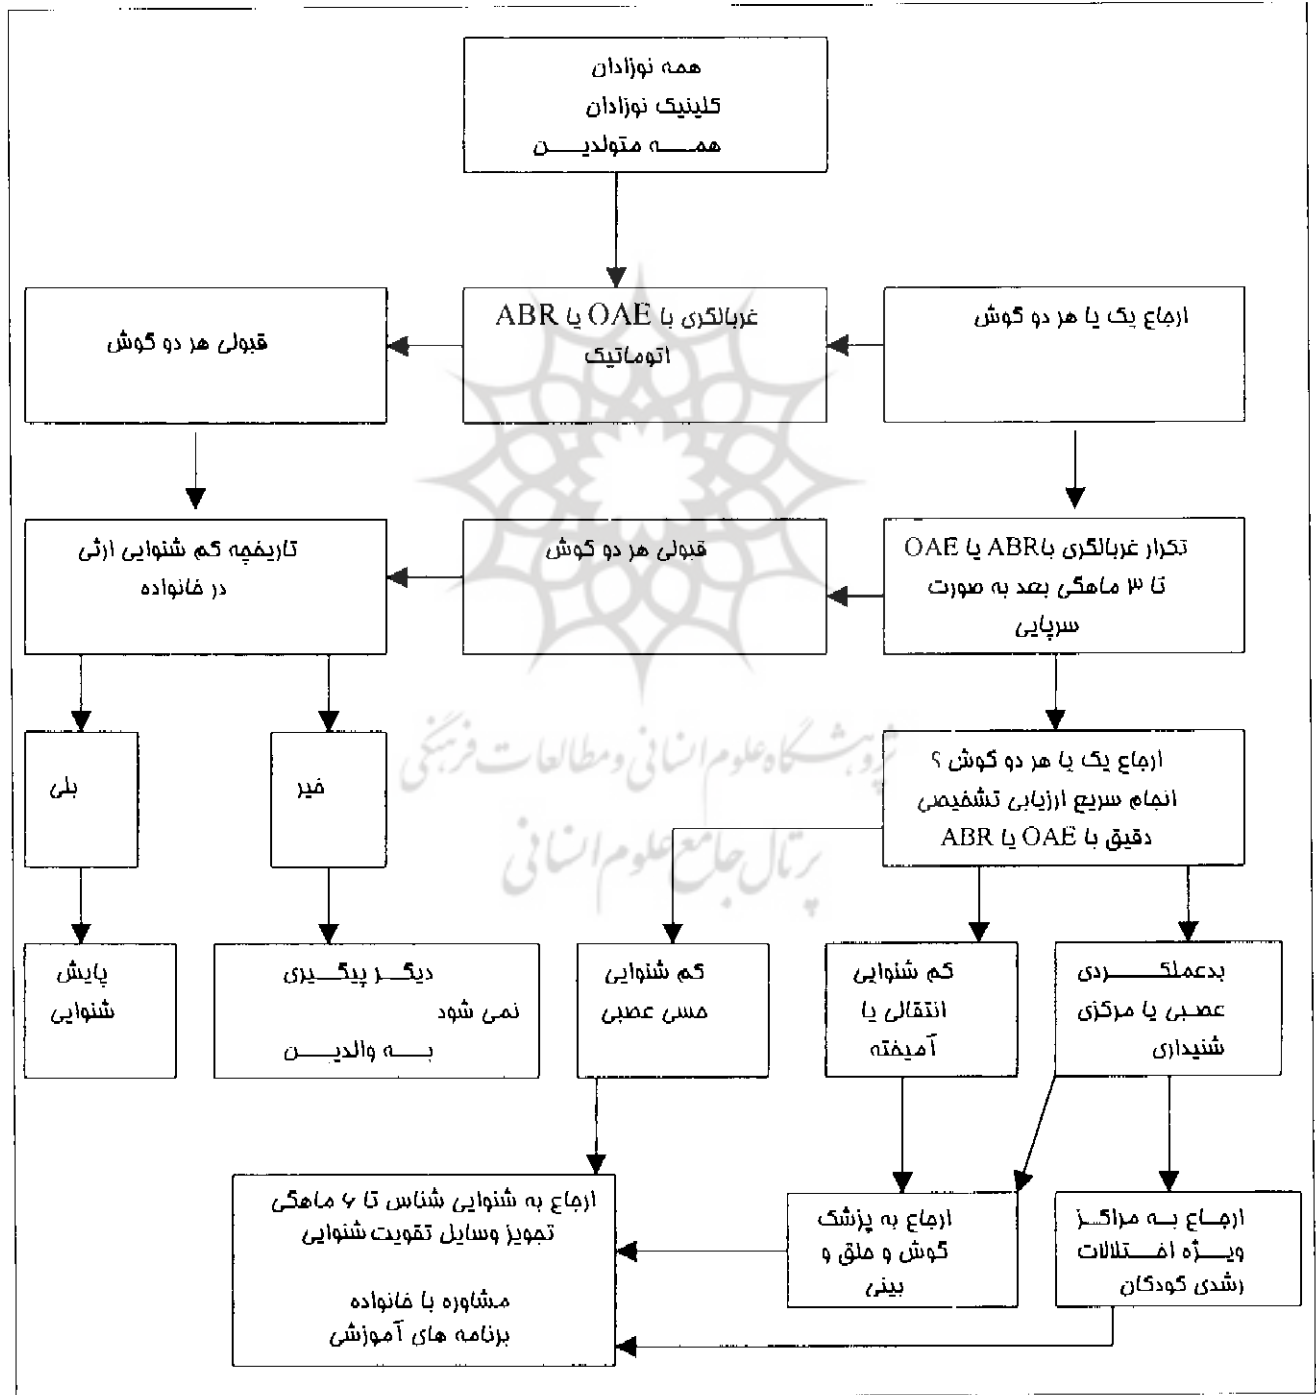 همه نوزادان
کلینیک نوزادان
همه متولدین
ارجاع یک یا هر دو گوش
غربالگری با OAE یا ABR
اتوماتیک
قبولی هر دو گوش
تکرار غربالگری با ABR یا OAE
تا ۳ ماهگی بعد به صورت
سرپایی
قبولی هر دو گوش
تاریخچه کم شنوایی ارثی
در خانواده
ارجاع یک یا هر دو گوش ؟
انجام سریع ارزیابی تشخیصی
دقیق با OAE یا ABR
خیر
بلی
پژوهشگاه علوم انسانی و مطالعات فرهنگی
پرتال جامع علوم انسانی
بدعملکردی
عصبی یا مرکزی
شنیداری
کم شنوایی
انتقالی یا
آمیخته
کم شنوایی
حسی عصبی
دیگر پیگیری
نمی شود
به والدین
پایش
شنوایی
ارجاع به مراکز
ویژه اختلالات
رشدی کودکان
ارجاع به پزشک
گوش و حلق و
بینی
ارجاع به شنوایی شناس تا ۶ ماهگی
تجویز وسایل تقویت شنوایی
مشاوره با خانواده
برنامه های آموزشی